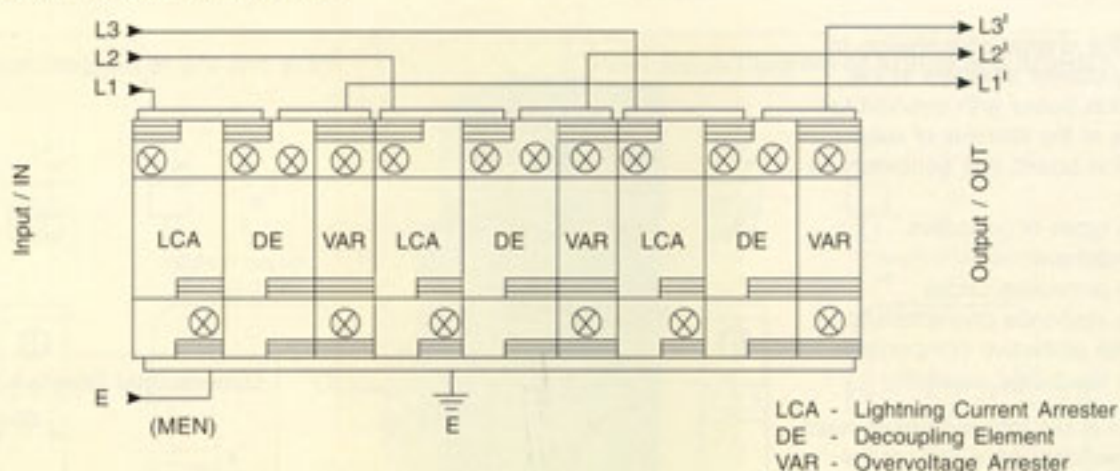 L3
L2
L1
L3'
L2'
L1'
Input / IN
LCA DE VAR LCA DE VAR LCA DE VAR
Output / OUT
E
(MEN)
E
LCA - Lightning Current Arrester
DE - Decoupling Element
VAR - Overvoltage Arrester